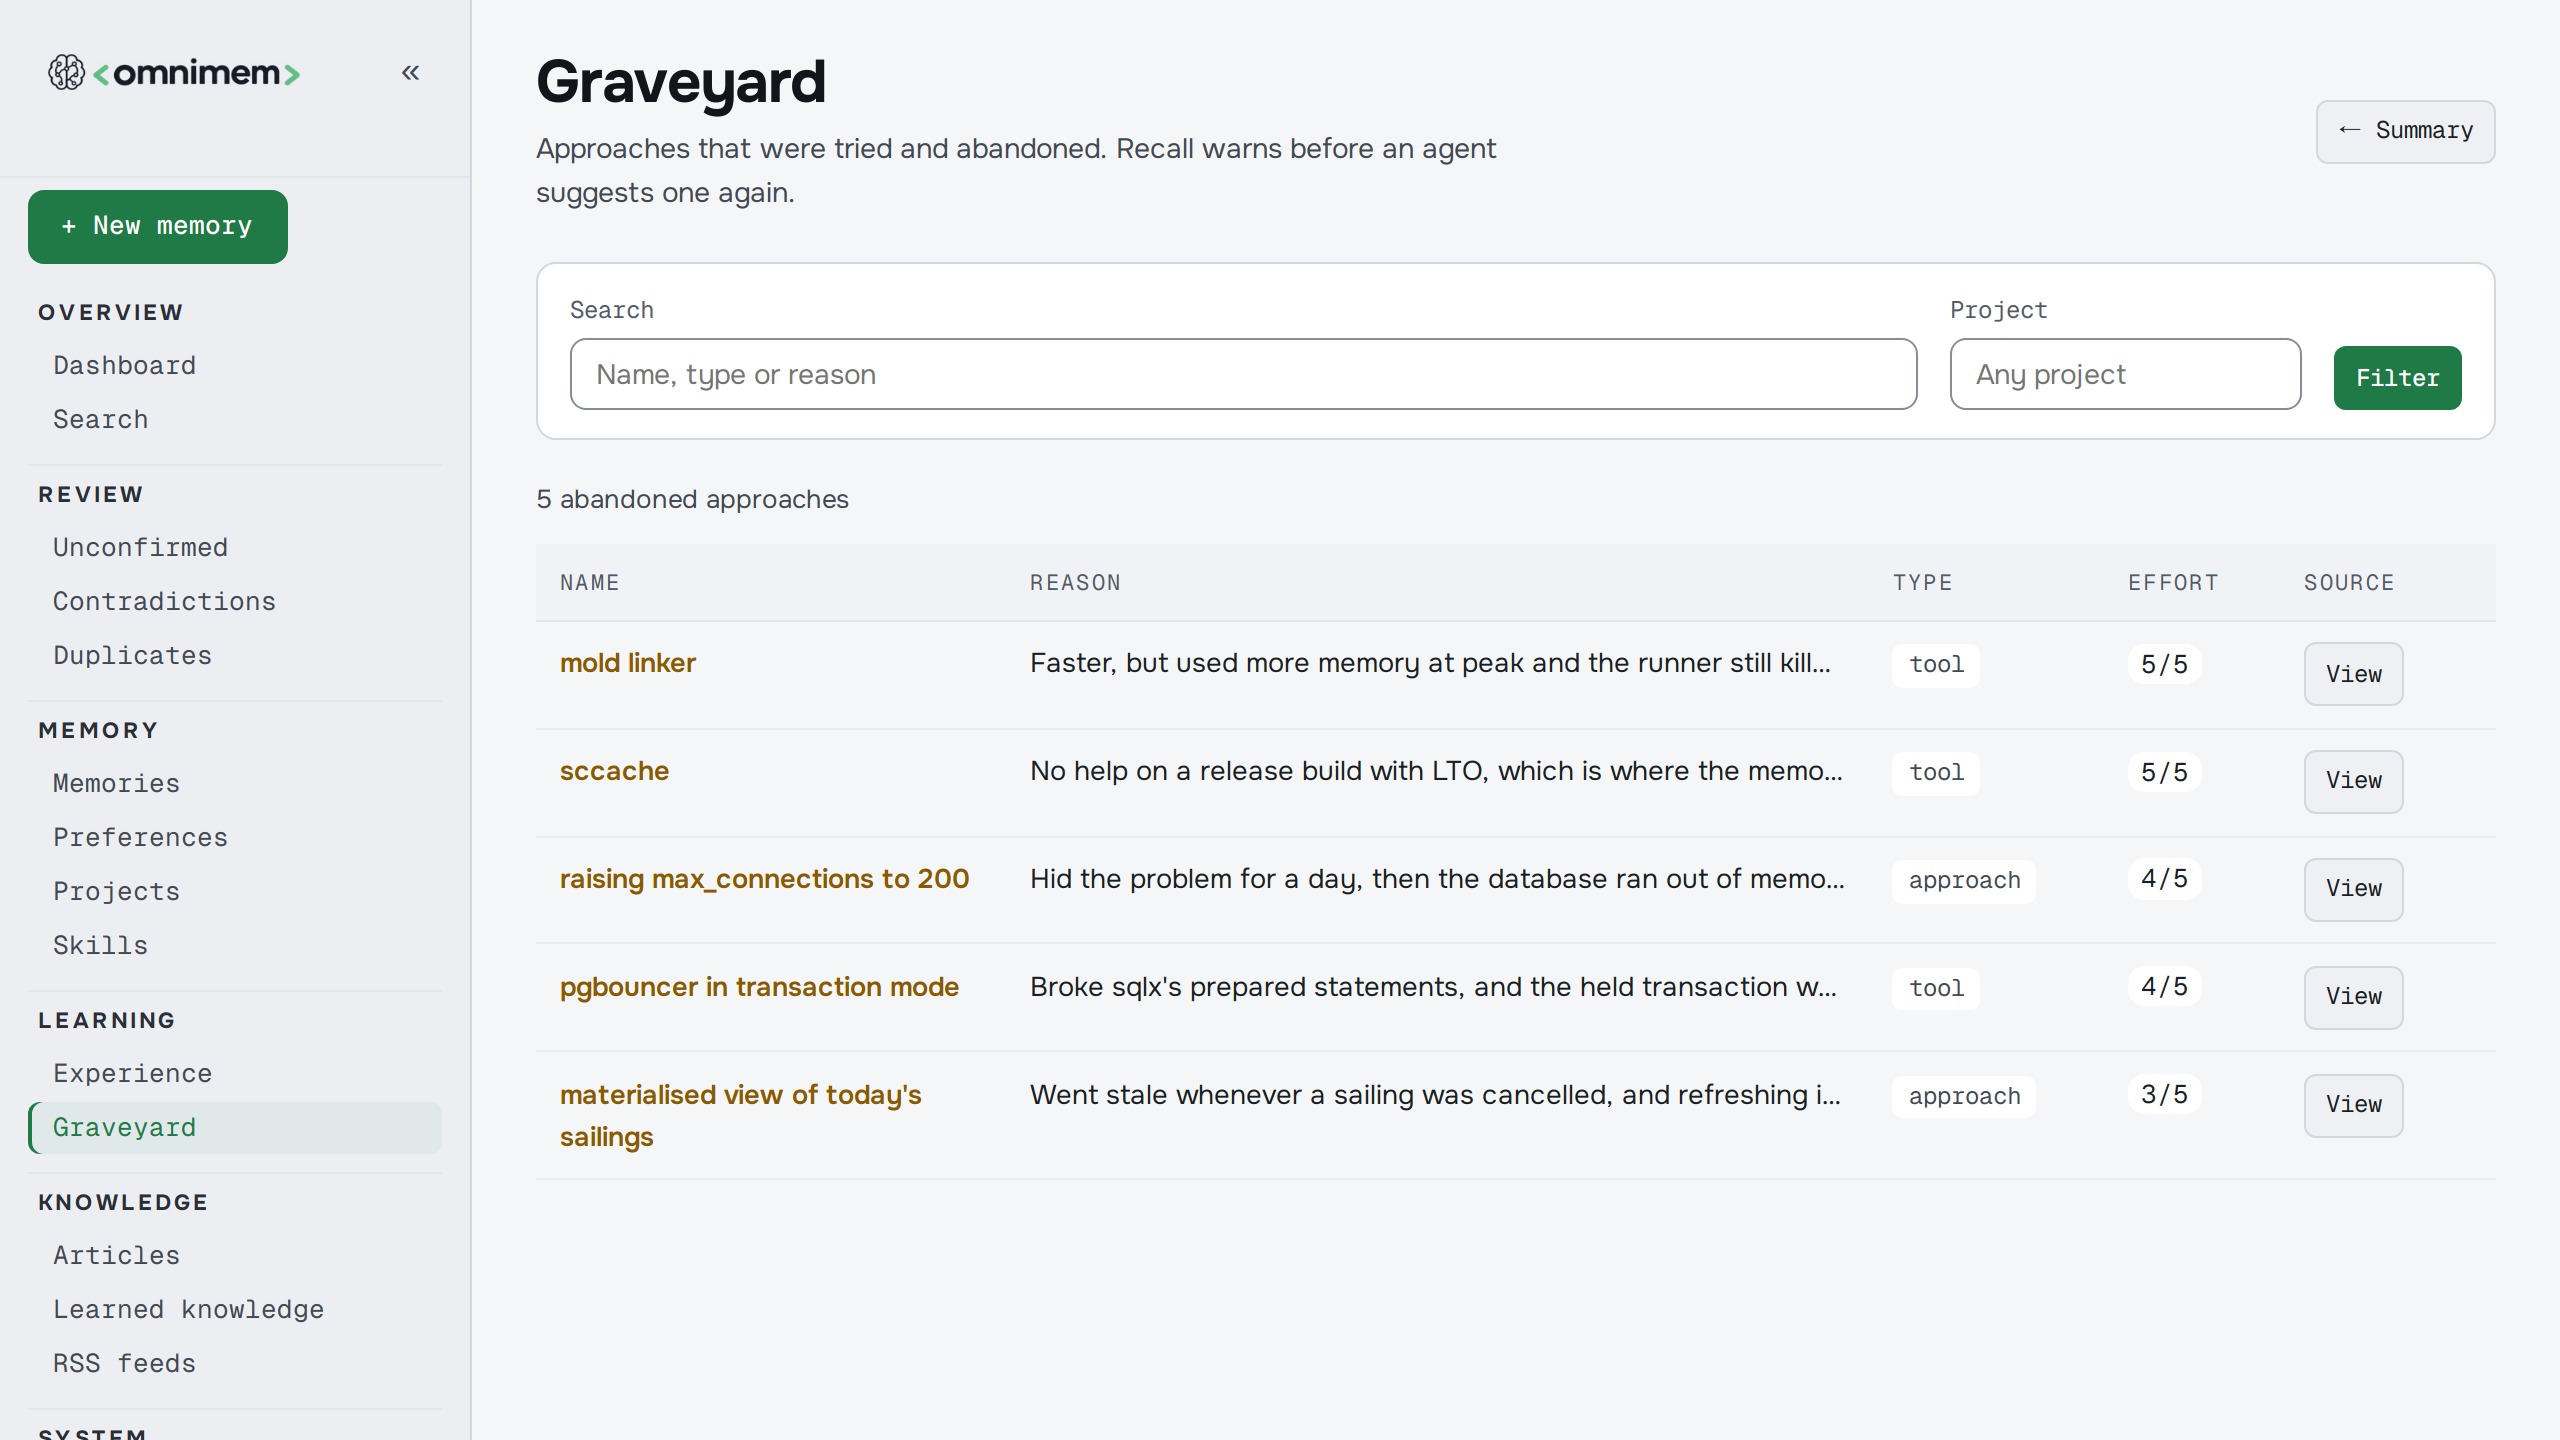 <omnimem>
«
+ New memory
OVERVIEW
Dashboard
Search
REVIEW
Unconfirmed
Contradictions
Duplicates
MEMORY
Memories
Preferences
Projects
Skills
LEARNING
Experience
Graveyard
KNOWLEDGE
Articles
Learned knowledge
RSS feeds
SYSTEM
Graveyard
Approaches that were tried and abandoned. Recall warns before an agent
suggests one again.
← Summary
Search
Project
Name, type or reason
Any project
Filter
5 abandoned approaches
NAME REASON TYPE EFFORT SOURCE
mold linker Faster, but used more memory at peak and the runner still kill... tool 5/5 View
sccache No help on a release build with LTO, which is where the memo... tool 5/5 View
raising max_connections to 200 Hid the problem for a day, then the database ran out of memo... approach 4/5 View
pgbouncer in transaction mode Broke sqlx's prepared statements, and the held transaction w... tool 4/5 View
materialised view of today's Went stale whenever a sailing was cancelled, and refreshing i... approach 3/5 View
sailings